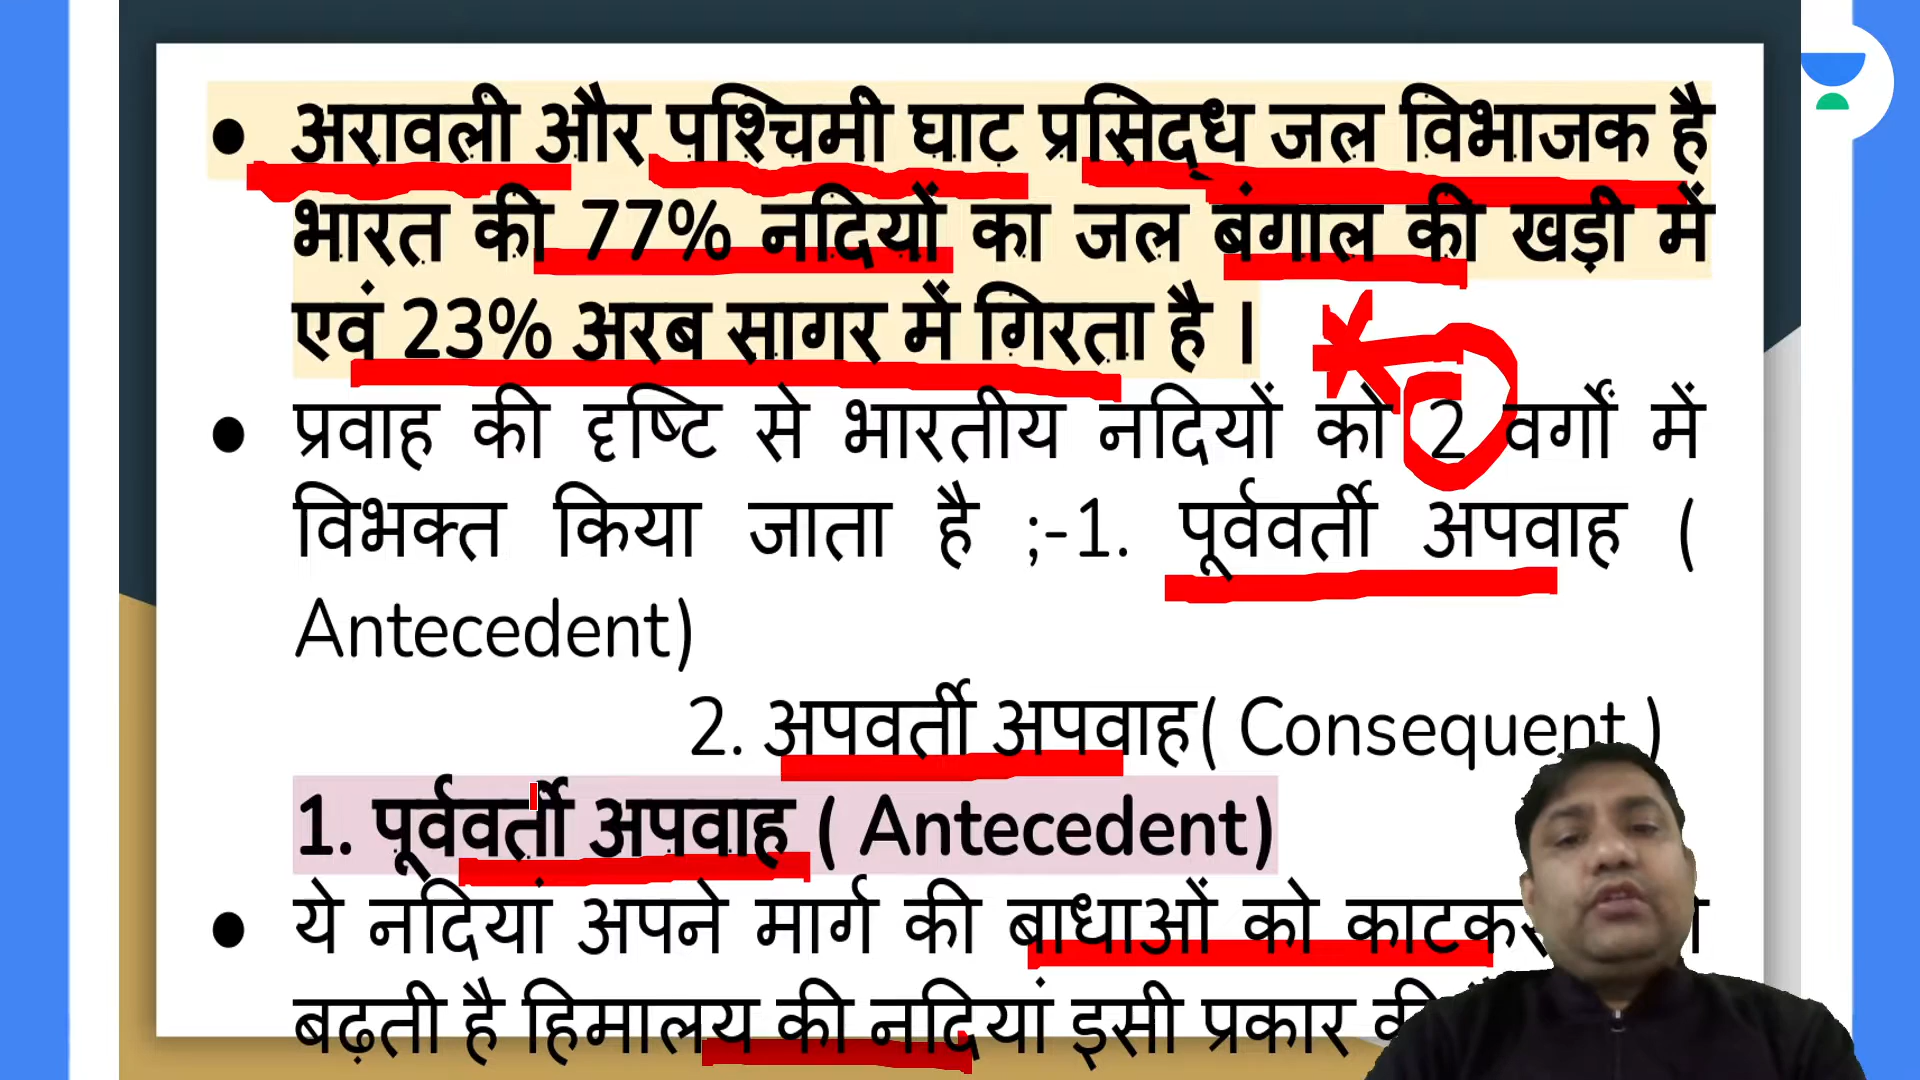 ● अरावली और पश्चिमी घाट प्रसिद्ध जल विभाजक है
भारत की 77% नदियों का जल बंगाल की खड़ी में
एवं 23% अरब सागर में गिरता है ।
● प्रवाह की दृष्टि से भारतीय नदियों को 2 वर्गों में
विभक्त किया जाता है ;-1. पूर्ववर्ती अपवाह (
Antecedent)
2. अपवर्ती अपवाह( Consequent )
1. पूर्ववर्ती अपवाह ( Antecedent)
● ये नदियां अपने मार्ग की बाधाओं को काटकर
बढ़ती है हिमालय की नदियां इसी प्रकार की